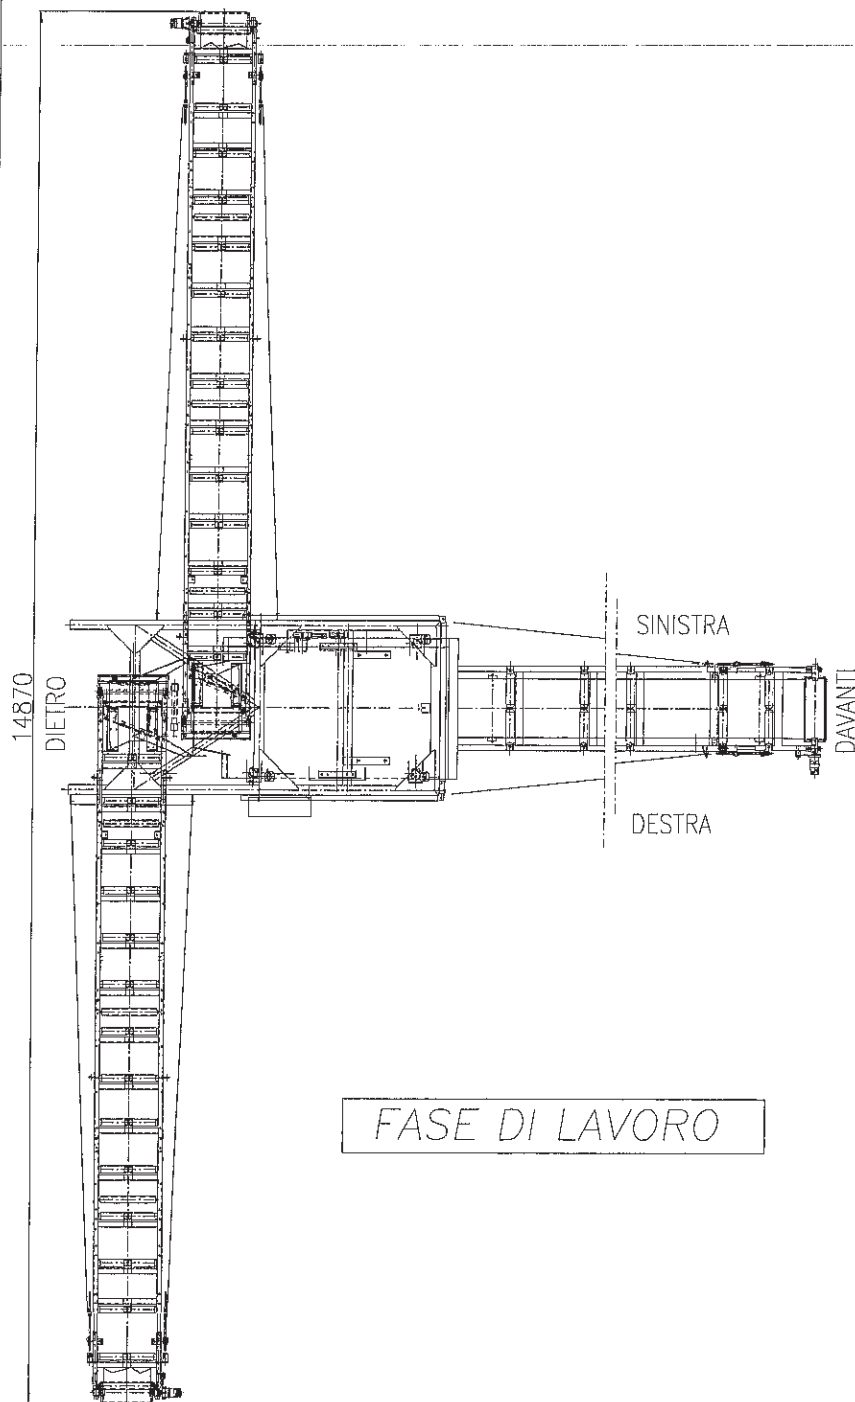 SINISTRA
14870
DIETRO
DAVANTI
DESTRA
FASE DI LAVORO